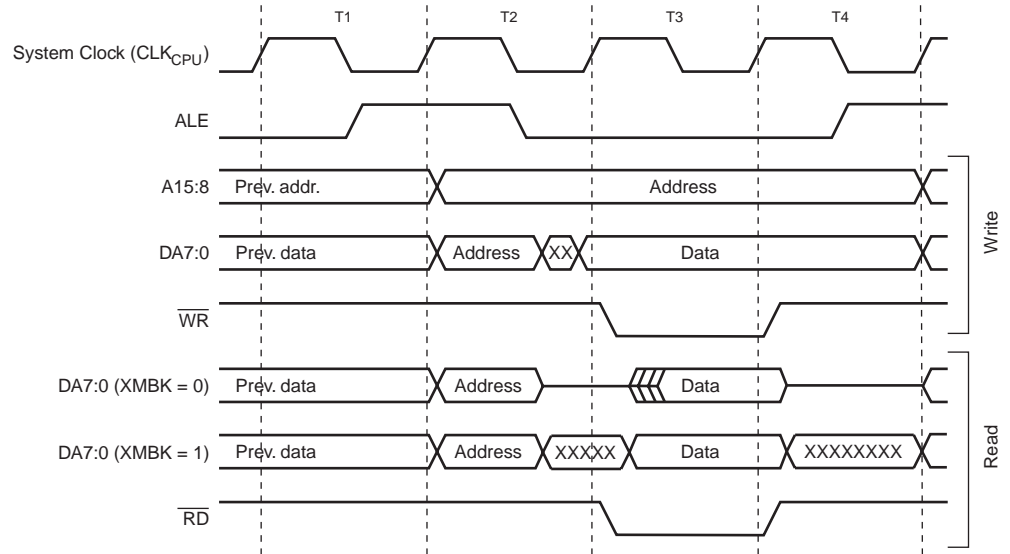 T1 T2 T3 T4
System Clock (CLKCPU)
ALE
A15:8 Prev. addr. Address
DA7:0 Prev. data Address XX Data
WR
Write
DA7:0 (XMBK = 0) Prev. data Address Data
DA7:0 (XMBK = 1) Prev. data Address XXXXX Data XXXXXXXX
RD
Read